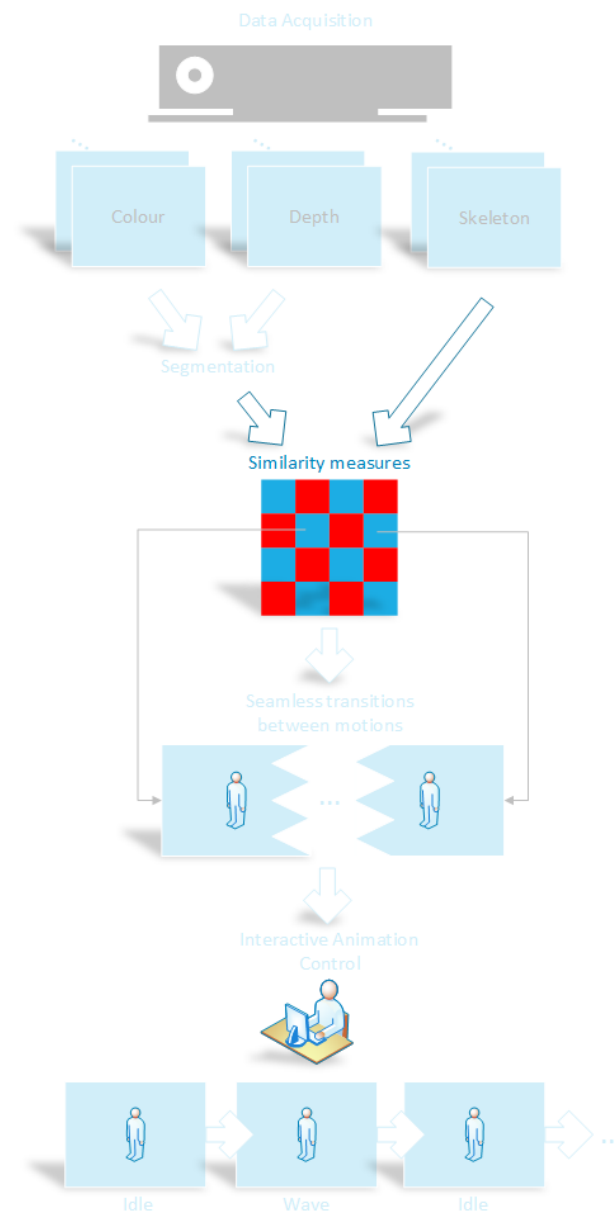 Data Acquisition
Colour
Depth
Skeleton
Segmentation
Similarity measures
Seamless transitions
between motions
...
Interactive Animation
Control
...
Idle
Wave
Idle